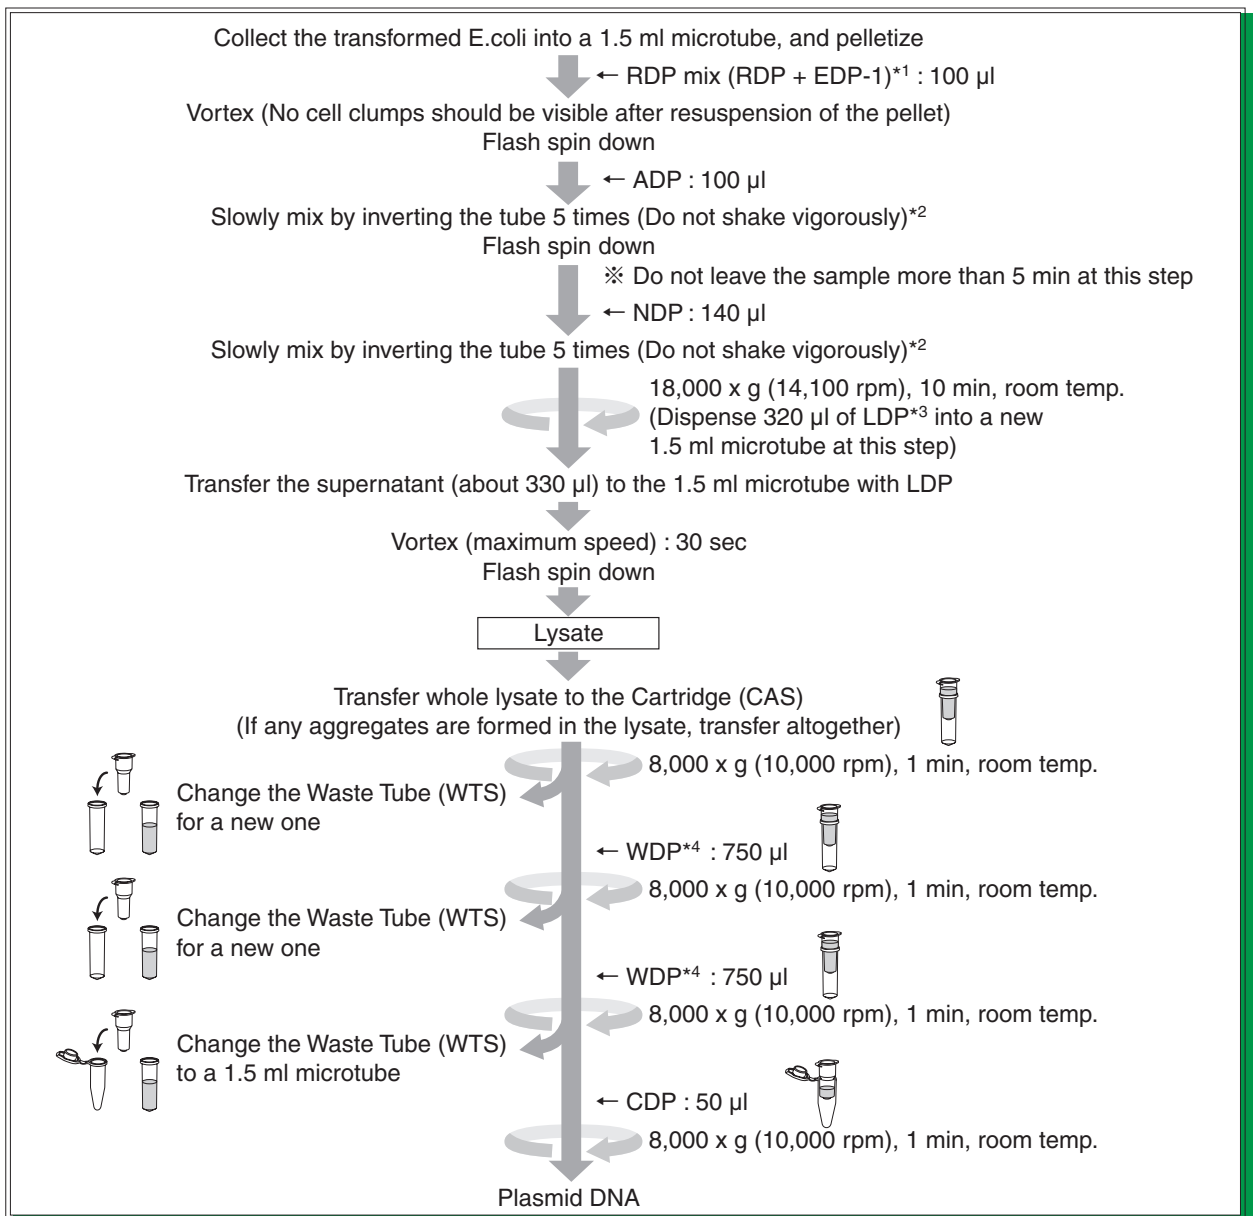 Collect the transformed E.coli into a 1.5 ml microtube, and pelletize
← RDP mix (RDP + EDP-1)*1 : 100 µl
Vortex (No cell clumps should be visible after resuspension of the pellet)
Flash spin down
← ADP : 100 µl
Slowly mix by inverting the tube 5 times (Do not shake vigorously)*2
Flash spin down
※ Do not leave the sample more than 5 min at this step
← NDP : 140 µl
Slowly mix by inverting the tube 5 times (Do not shake vigorously)*2
18,000 x g (14,100 rpm), 10 min, room temp.
(Dispense 320 µl of LDP*3 into a new
1.5 ml microtube at this step)
Transfer the supernatant (about 330 µl) to the 1.5 ml microtube with LDP
Vortex (maximum speed) : 30 sec
Flash spin down
Lysate
Transfer whole lysate to the Cartridge (CAS)
(If any aggregates are formed in the lysate, transfer altogether)
8,000 x g (10,000 rpm), 1 min, room temp.
Change the Waste Tube (WTS)
for a new one
← WDP*4 : 750 µl
8,000 x g (10,000 rpm), 1 min, room temp.
Change the Waste Tube (WTS)
for a new one
← WDP*4 : 750 µl
8,000 x g (10,000 rpm), 1 min, room temp.
Change the Waste Tube (WTS)
to a 1.5 ml microtube
← CDP : 50 µl
8,000 x g (10,000 rpm), 1 min, room temp.
Plasmid DNA